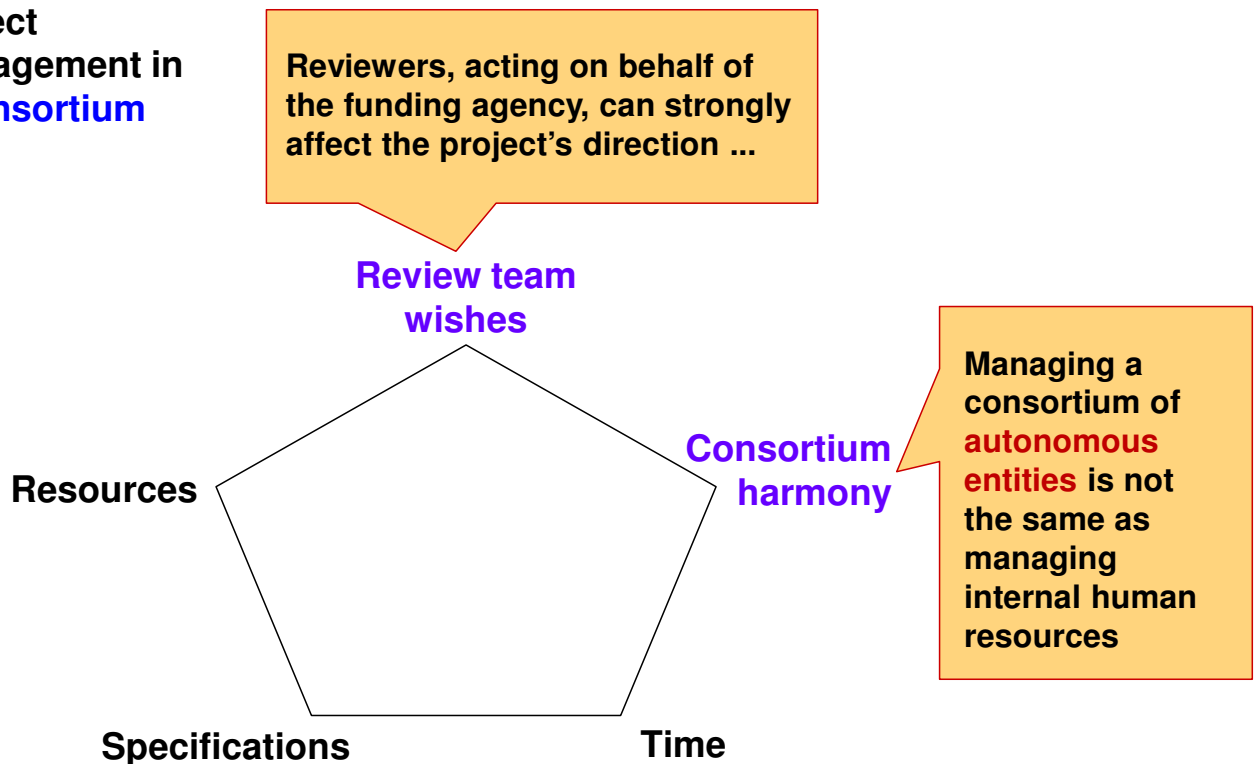 ect
agement in
nsortium
Reviewers, acting on behalf of
the funding agency, can strongly
affect the project’s direction ...
Review team
wishes
Managing a
consortium of
autonomous
entities is not
the same as
managing
internal human
resources
Consortium
harmony
Resources
Specifications
Time